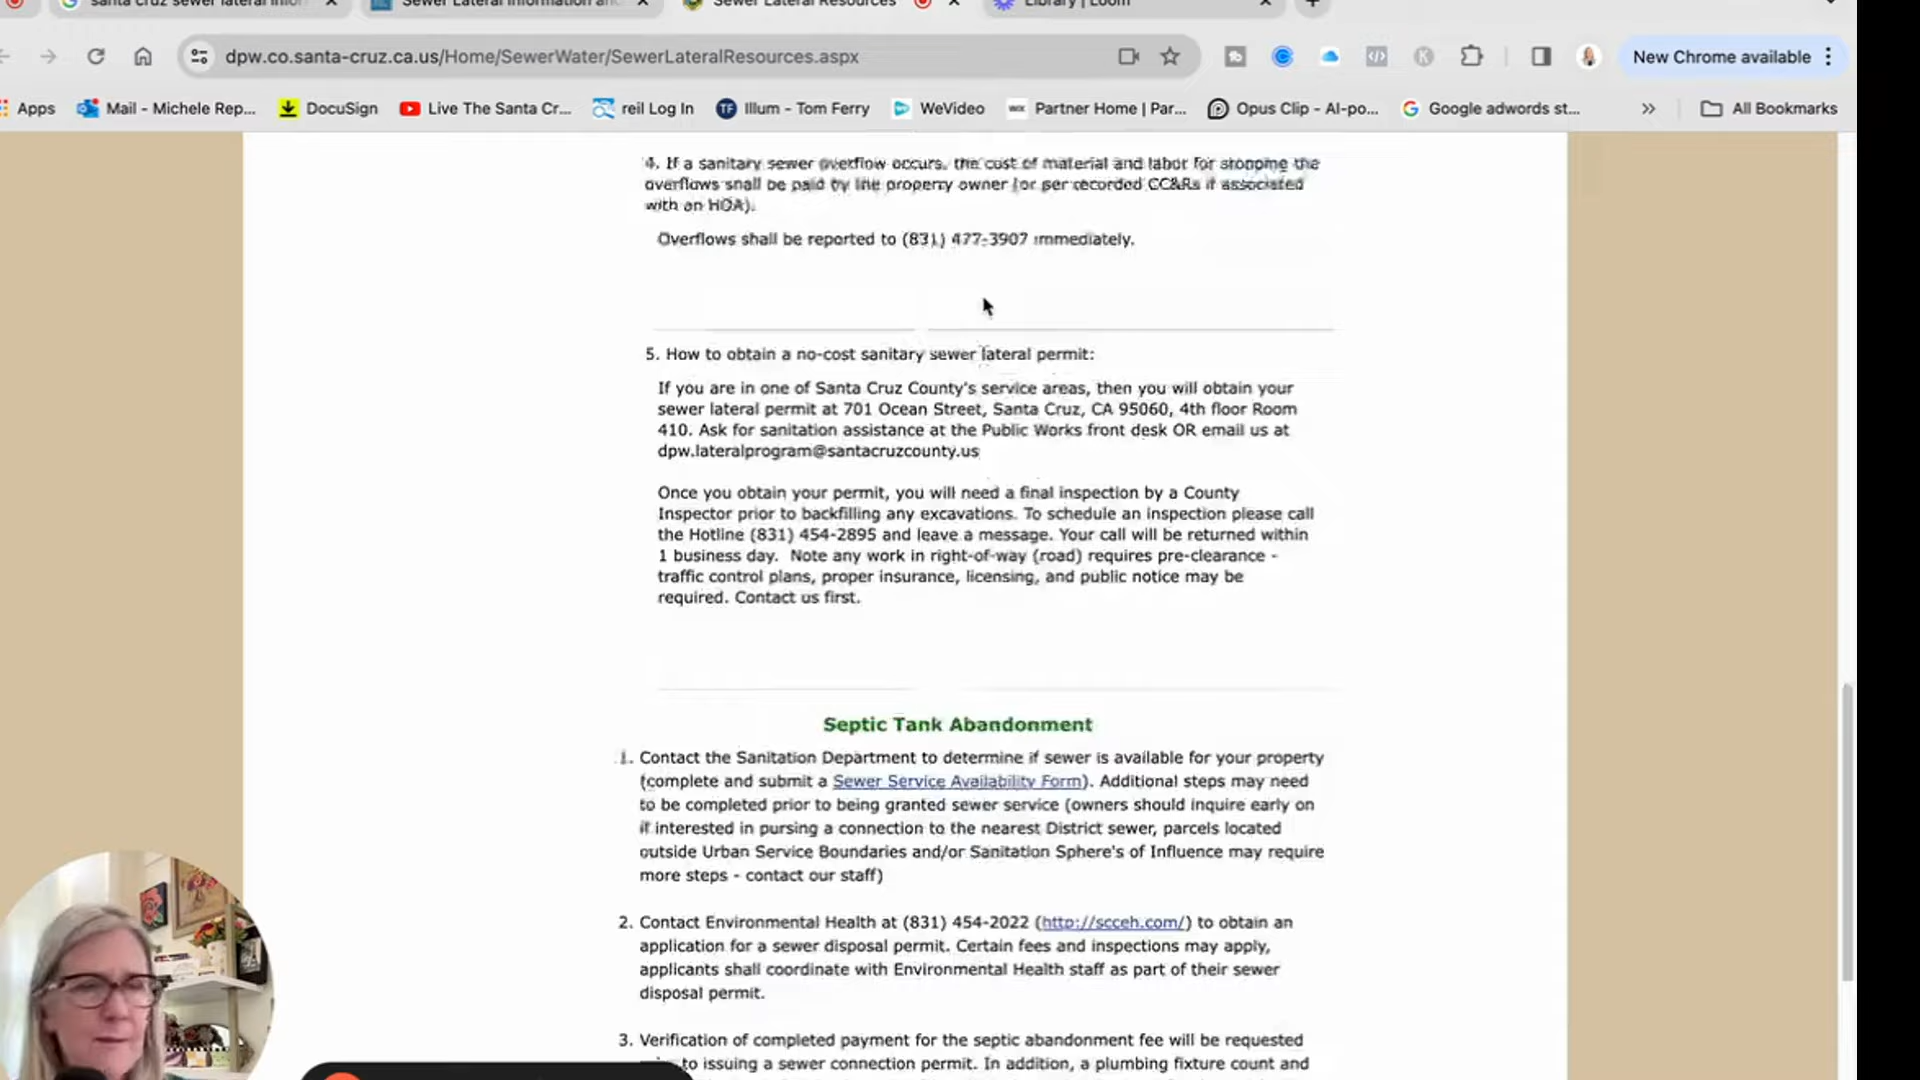 santa cruz sewer lateral infor
Sewer Lateral Information an
Sewer Lateral Resources
Library | Loom
dpw.co.santa-cruz.ca.us/Home/SewerWater/SewerLateralResources.aspx
New Chrome available
Apps
Mail - Michele Rep...
DocuSign
Live The Santa Cr...
reil Log In
Illum - Tom Ferry
WeVideo
Partner Home | Par...
Opus Clip - AI-po...
Google adwords st...
»
All Bookmarks
4. If a sanitary sewer overflow occurs, the cost of material and labor for stopping the
overflows shall be paid by the property owner (or per recorded CC&Rs if associated
with an HOA).
Overflows shall be reported to (831) 477-3907 immediately.
5. How to obtain a no-cost sanitary sewer lateral permit:
If you are in one of Santa Cruz County's service areas, then you will obtain your
sewer lateral permit at 701 Ocean Street, Santa Cruz, CA 95060, 4th floor Room
410. Ask for sanitation assistance at the Public Works front desk OR email us at
dpw.lateralprogram@santacruzcounty.us
Once you obtain your permit, you will need a final inspection by a County
Inspector prior to backfilling any excavations. To schedule an inspection please call
the Hotline (831) 454-2895 and leave a message. Your call will be returned within
1 business day. Note any work in right-of-way (road) requires pre-clearance -
traffic control plans, proper insurance, licensing, and public notice may be
required. Contact us first.
Septic Tank Abandonment
1. Contact the Sanitation Department to determine if sewer is available for your property
(complete and submit a Sewer Service Availability Form). Additional steps may need
to be completed prior to being granted sewer service (owners should inquire early on
if interested in pursing a connection to the nearest District sewer, parcels located
outside Urban Service Boundaries and/or Sanitation Sphere's of Influence may require
more steps - contact our staff)
2. Contact Environmental Health at (831) 454-2022 (http://scceh.com/) to obtain an
application for a sewer disposal permit. Certain fees and inspections may apply,
applicants shall coordinate with Environmental Health staff as part of their sewer
disposal permit.
3. Verification of completed payment for the septic abandonment fee will be requested
to issuing a sewer connection permit. In addition, a plumbing fixture count and